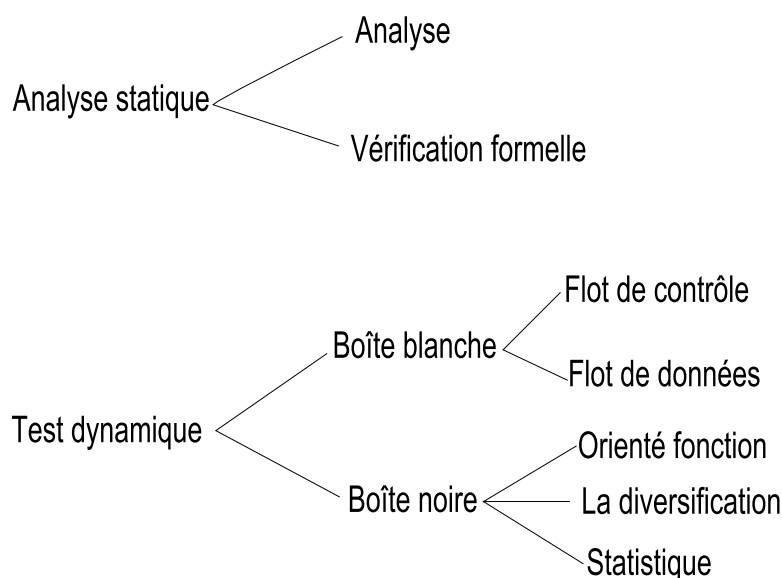 Analyse
Analyse statique
Vérification formelle
Flot de contrôle
Boîte blanche
Flot de données
Test dynamique
Orienté fonction
Boîte noire
La diversification
Statistique